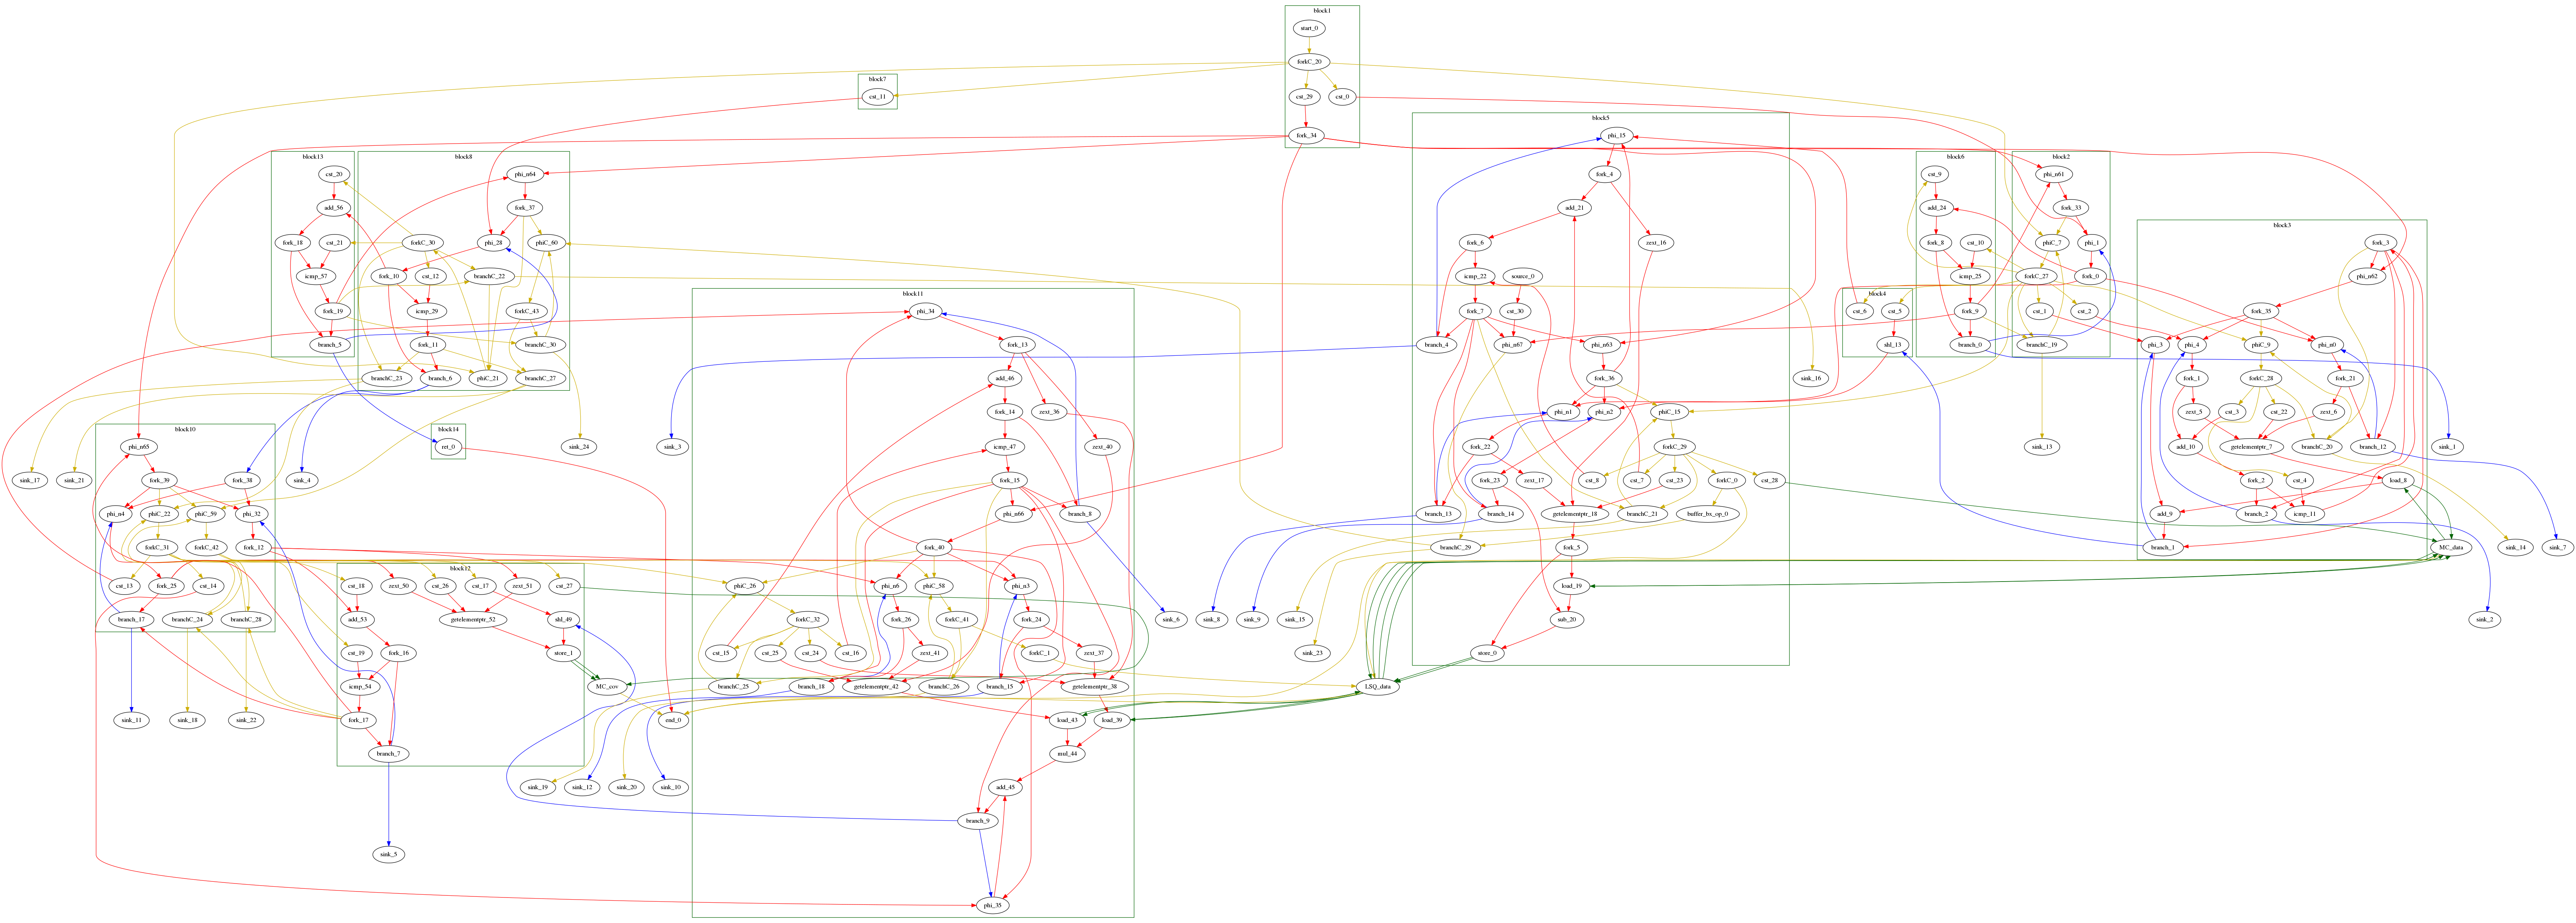 block1
start_0
forkC_20
cst_29
cst_0
fork_34
block7
cst_11
block13
cst_20
add_56
fork_18
cst_21
icmp_57
fork_19
branch_5
block8
phi_n64
fork_37
phi_28
phiC_60
forkC_30
fork_10
cst_12
branchC_22
icmp_29
forkC_43
fork_11
branchC_30
branchC_23
branch_6
phiC_21
branchC_27
block5
phi_15
fork_4
add_21
fork_6
zext_16
icmp_22
source_0
fork_7
cst_30
branch_4
phi_n67
phi_n63
fork_36
phi_n1
phi_n2
phiC_15
fork_22
forkC_29
fork_23
zext_17
cst_8
cst_7
cst_23
forkC_0
cst_28
branch_13
branch_14
getelementptr_18
branchC_21
buffer_bx_op_0
branchC_29
fork_5
load_19
sub_20
store_0
block6
cst_9
add_24
fork_8
cst_10
icmp_25
fork_9
branch_0
block2
phi_n61
fork_33
phiC_7
phi_1
forkC_27
fork_0
cst_1
cst_2
branchC_19
block4
cst_6
cst_5
shl_13
block3
fork_3
phi_n62
fork_35
phi_3
phi_4
phiC_9
phi_n0
fork_1
forkC_28
fork_21
zext_5
cst_3
cst_22
zext_6
add_10
getelementptr_7
branchC_20
branch_12
fork_2
cst_4
load_8
add_9
branch_2
icmp_11
branch_1
MC_data
block11
phi_34
fork_13
add_46
fork_14
zext_36
icmp_47
zext_40
fork_15
phi_n66
branch_8
fork_40
phiC_26
phi_n6
phiC_58
phi_n3
forkC_32
fork_26
forkC_41
fork_24
cst_15
cst_25
cst_24
cst_16
zext_41
forkC_1
zext_37
branchC_25
branch_18
getelementptr_42
branchC_26
branch_15
getelementptr_38
load_43
load_39
mul_44
add_45
branch_9
phi_35
block14
ret_0
block10
phi_n65
fork_39
fork_38
phi_n4
phiC_22
phiC_59
phi_32
forkC_31
forkC_42
fork_12
cst_13
fork_25
cst_14
branch_17
branchC_24
branchC_28
block12
cst_18
zext_50
cst_26
cst_17
zext_51
cst_27
add_53
getelementptr_52
shl_49
cst_19
fork_16
store_1
icmp_54
MC_cov
fork_17
branch_7
LSQ_data
end_0
sink_16
sink_24
sink_3
sink_13
sink_1
sink_17
sink_21
sink_4
sink_14
sink_7
sink_6
sink_8
sink_9
sink_15
sink_2
sink_23
sink_11
sink_18
sink_22
sink_19
sink_12
sink_20
sink_10
sink_5